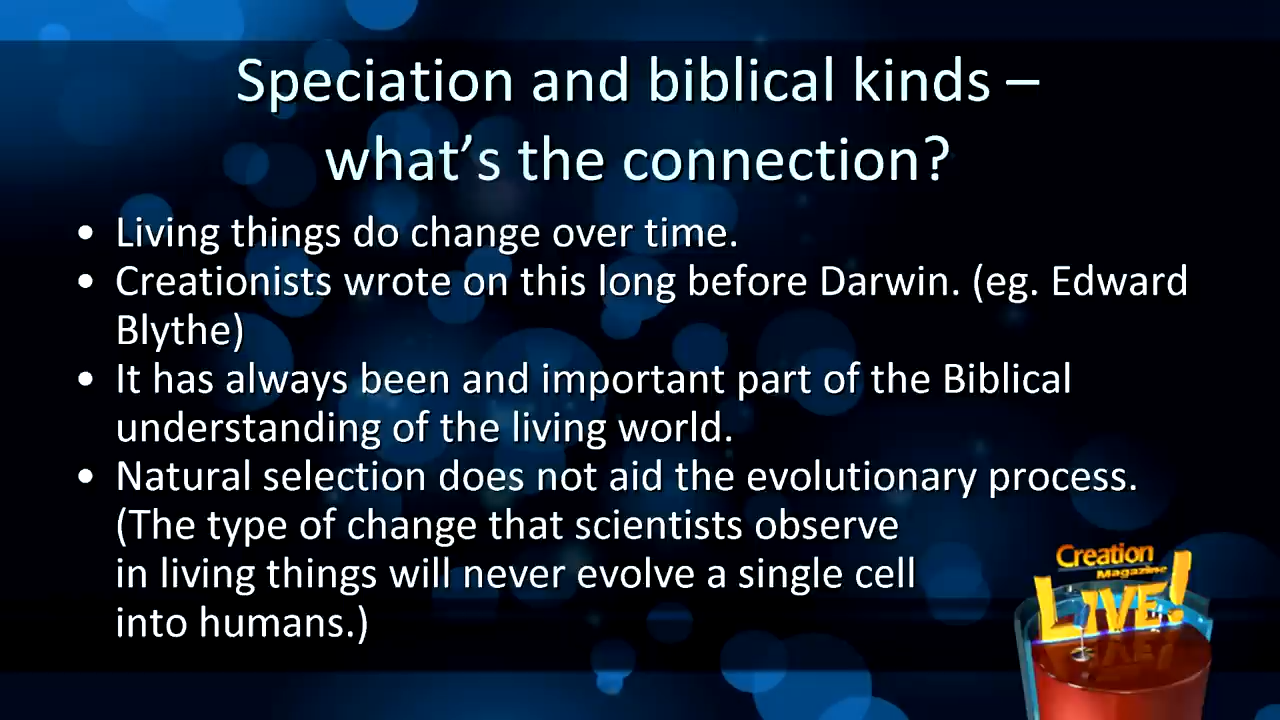 Speciation and biblical kinds –
what's the connection?
• Living things do change over time.
• Creationists wrote on this long before Darwin. (eg. Edward
Blythe)
• It has always been and important part of the Biblical
understanding of the living world.
• Natural selection does not aid the evolutionary process.
(The type of change that scientists observe
in living things will never evolve a single cell
into humans.)
Creation
Magazine
LIVE!